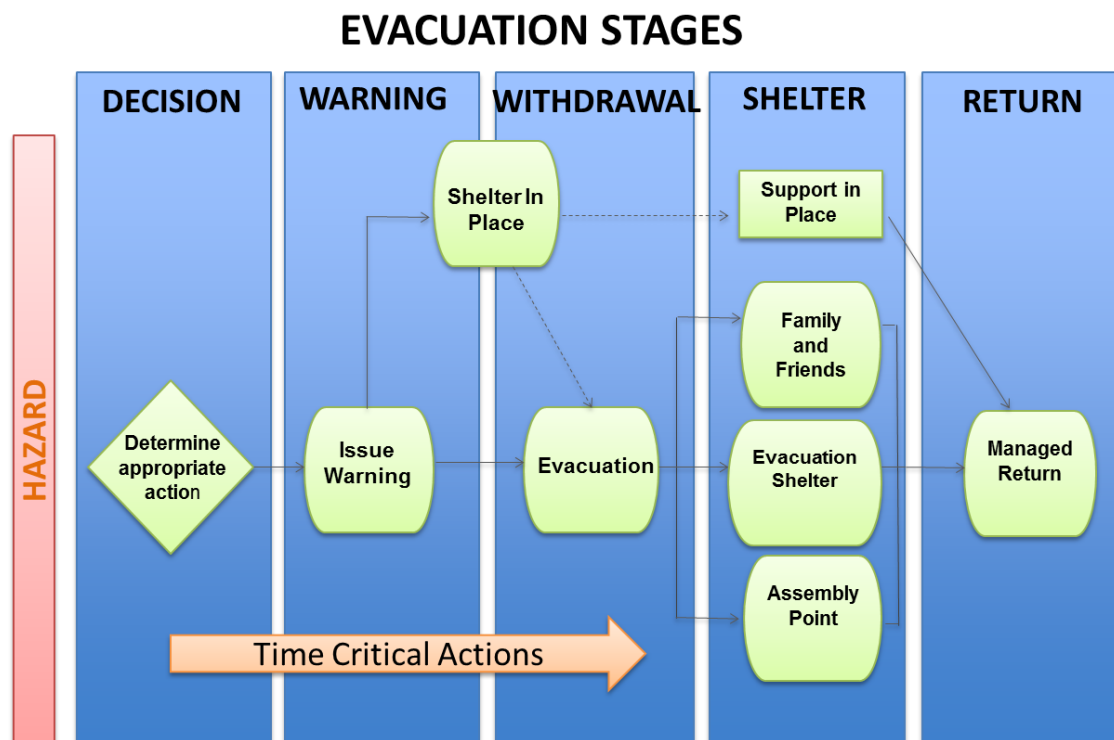 EVACUATION STAGES
DECISION
WARNING
WITHDRAWAL
SHELTER
RETURN
HAZARD
Shelter In
Place
Support in
Place
Family
and
Friends
Determine
appropriate
action
Issue
Warning
Evacuation
Evacuation
Shelter
Managed
Return
Assembly
Point
Time Critical Actions